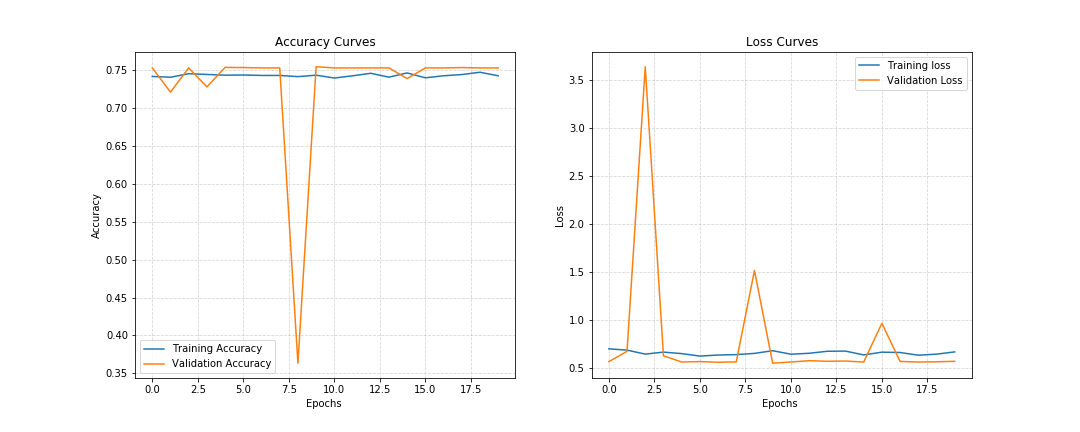 Accuracy Curves
0.75
0.70
0.65
0.60
0.55
0.50
0.45
0.40
0.35
Accuracy
Training Accuracy
Validation Accuracy
0.0 2.5 5.0 7.5 10.0 12.5 15.0 17.5
Epochs
Loss Curves
3.5
3.0
2.5
2.0
1.5
1.0
0.5
Loss
Training loss
Validation Loss
0.0 2.5 5.0 7.5 10.0 12.5 15.0 17.5
Epochs